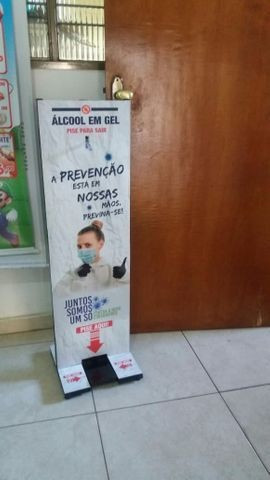 ÁLCOOL EM GEL
PISE PARA SAIR
A PREVENÇÃO
ESTÁ EM
NOSSAS
MÃOS.
PREVINA-SE!
JUNTOS
SOMOS
UM SÓ
PISE AQUI!